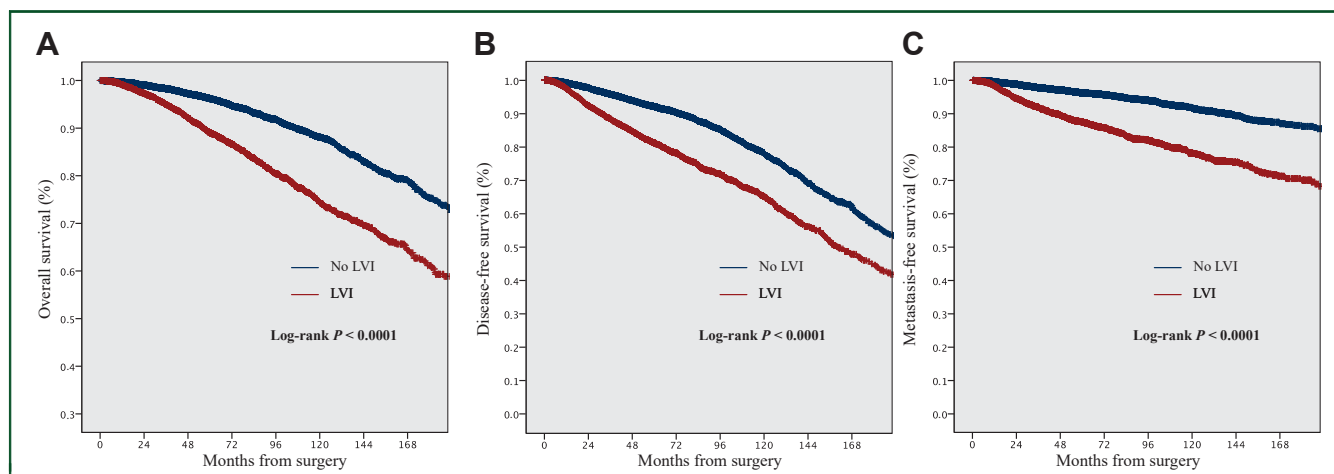 A
Overall survival (%)
1.0
0.9
0.8
0.7
0.6
0.5
0.4
0.3
No LVI
LVI
Log-rank P < 0.0001
0 24 48 72 96 120 144 168
Months from surgery
B
Disease-free survival (%)
1.0
0.9
0.8
0.7
0.6
0.5
0.4
0.3
0.2
0.1
0.0
No LVI
LVI
Log-rank P < 0.0001
0 24 48 72 96 120 144 168
Months from surgery
C
Metastasis-free survival (%)
1.0
0.9
0.8
0.7
0.6
0.5
0.4
0.3
0.2
0.1
0.0
No LVI
LVI
Log-rank P < 0.0001
0 24 48 72 96 120 144 168
Months from surgery